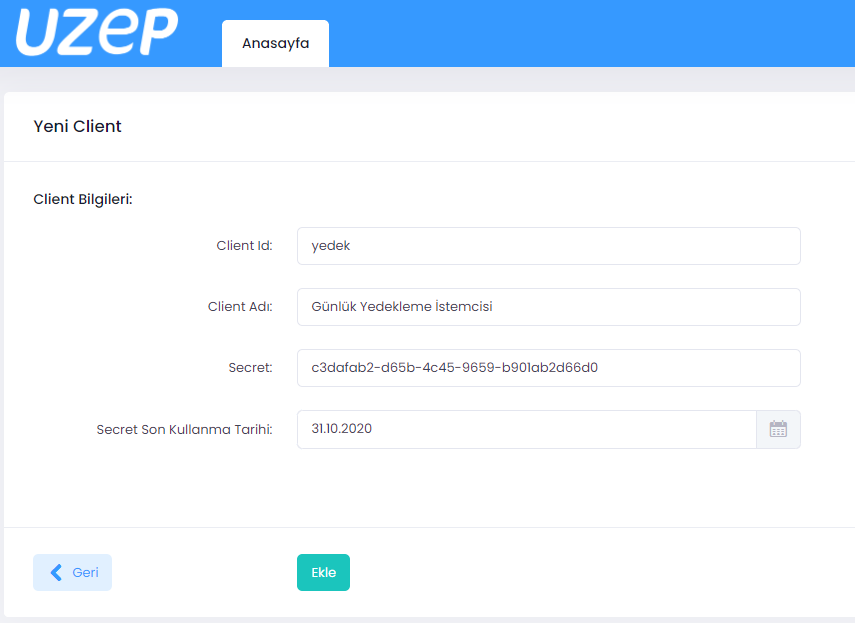 UZeP
Anasayfa
Yeni Client
Client Bilgileri:
Client Id: yedek
Client Adı: Günlük Yedekleme İstemcisi
Secret: c3dafab2-d65b-4c45-9659-b901ab2d66d0
Secret Son Kullanma Tarihi: 31.10.2020
Geri Ekle